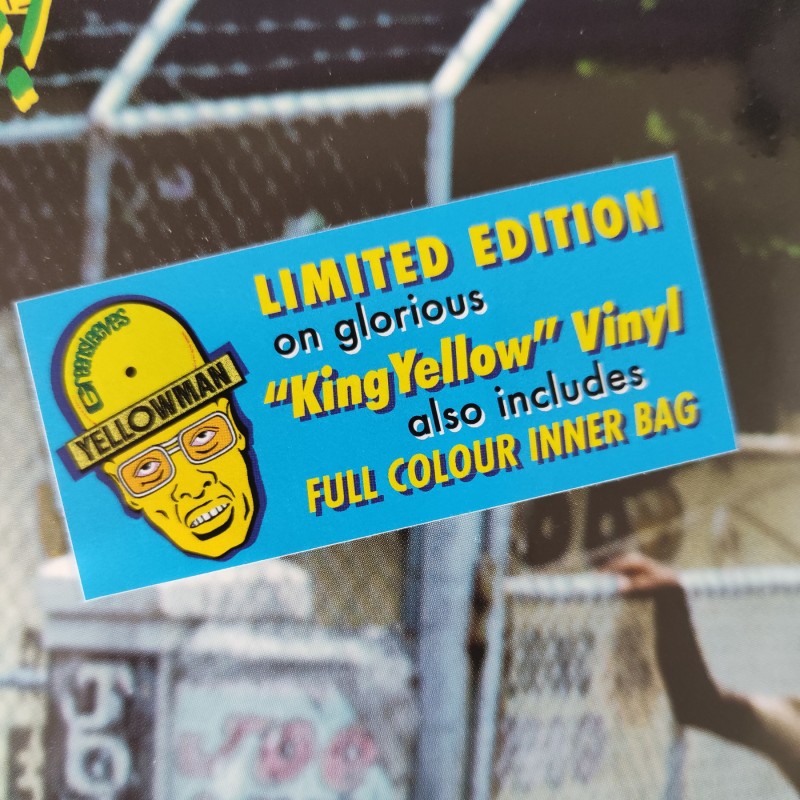 LIMITED EDITION
on glorious
"KingYellow" Vinyl
also includes
FULL COLOUR INNER BAG
Greensleeves
YELLOWMAN